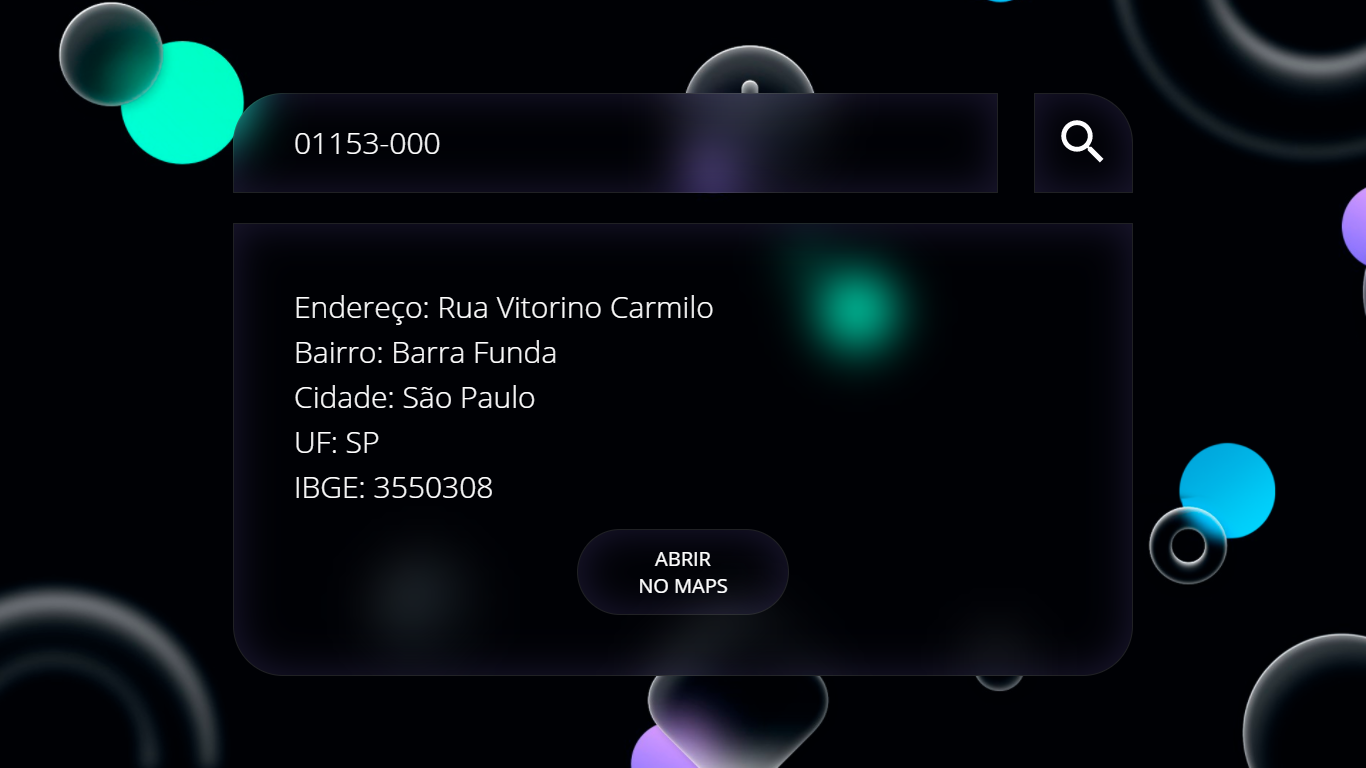 01153-000
Endereço: Rua Vitorino Carmilo
Bairro: Barra Funda
Cidade: São Paulo
UF: SP
IBGE: 3550308
ABRIR
NO MAPS